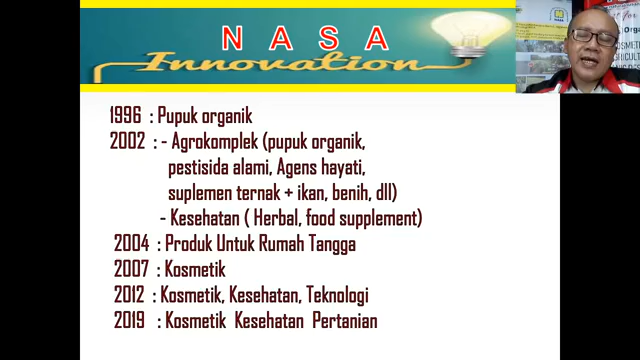 N A S A
Innovation
1996 : Pupuk organik
2002 : - Agrokomplek (pupuk organik,
pestisida alami, Agens hayati,
suplemen ternak + ikan, benih, dll)
- Kesehatan ( Herbal, food supplement)
2004 : Produk Untuk Rumah Tangga
2007 : Kosmetik
2012 : Kosmetik, Kesehatan, Teknologi
2019 : Kosmetik Kesehatan Pertanian